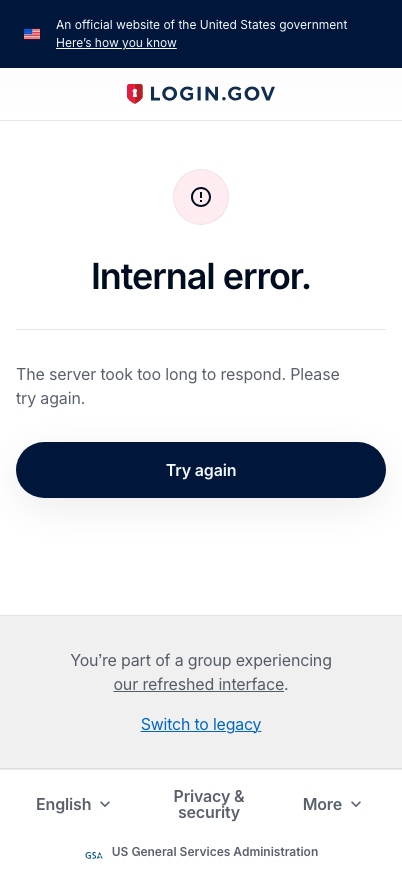 An official website of the United States government
Here’s how you know
LOGIN.GOV
Internal error.
The server took too long to respond. Please
try again.
Try again
You’re part of a group experiencing
our refreshed interface.
Switch to legacy
English
Privacy &
security
More
GSA US General Services Administration